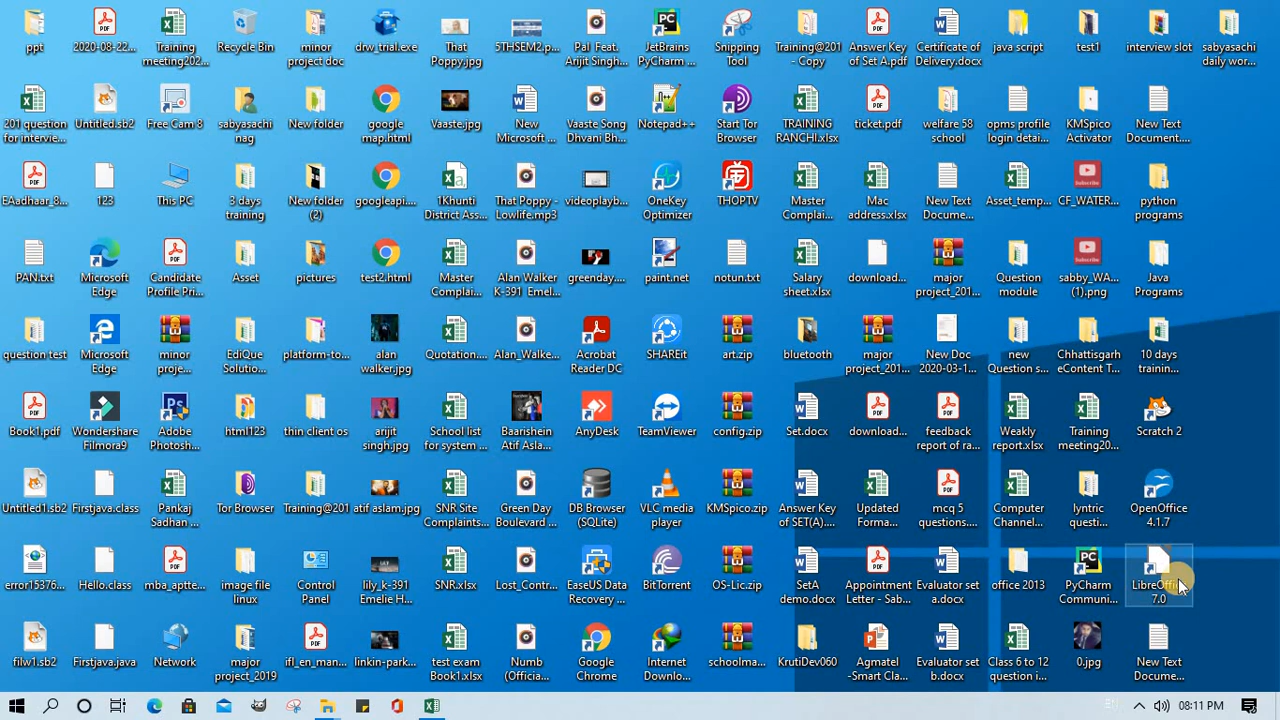 ppt
2020-08-22...
Training
meeting202...
Recycle Bin
minor
project doc
drw_trial.exe
That
Poppy.jpg
5THSEM2.p...
Pal Feat.
Arijit Singh...
JetBrains
PyCharm ...
Snipping
Tool
Training@201
- Copy
Answer Key
of Set A.pdf
Certificate of
Delivery.docx
java script
test1
interview slot
sabyasachi
daily wor...
201 question
for intervie...
Untitled.sb2
Free Cam 8
sabyasachi
nag
New folder
google
map.html
Vaaste.jpg
New
Microsoft ...
Vaaste Song
Dhvani Bh...
Notepad++
Start Tor
Browser
TRAINING
RANCHI.xlsx
ticket.pdf
welfare 58
school
opms profile
login detai...
KMSpico
Activator
New Text
Document....
EAadhaar_8...
123
This PC
3 days
training
New folder
(2)
googleapi....
1Khunti
District Ass...
That Poppy -
Lowlife.mp3
videoplayb...
OneKey
Optimizer
THOPTV
Master
Complai...
Mac
address.xlsx
New Text
Docume...
Asset_temp...
CF_WATER...
python
programs
PAN.txt
Microsoft
Edge
Candidate
Profile Pri...
Asset
pictures
test2.html
Master
Complai...
Alan Walker
K-391 Emel...
greenday....
paint.net
notun.txt
Salary
sheet.xlsx
download...
major
project_201...
Question
module
sabby_WA...
(1).png
Java
Programs
question test
Microsoft
Edge
minor
proje...
EdiQue
Solutio...
platform-to...
alan
walker.jpg
Quotation....
Alan_Walke...
Acrobat
Reader DC
SHAREit
art.zip
bluetooth
major
project_201...
New Doc
2020-03-1...
new
Question s...
Chhattisgarh
eContent T...
10 days
trainin...
Book1.pdf
Wondershare
Filmora9
Adobe
Photosh...
html123
thin client os
arijit
singh.jpg
School list
for system ...
Baarishein
Atif Asla...
AnyDesk
TeamViewer
config.zip
Set.docx
download...
feedback
report of ra...
Weakly
report.xlsx
Training
meeting20...
Scratch 2
Untitled1.sb2
Firstjava.class
Pankaj
Sadhan ...
Tor Browser
Training@201
atif aslam.jpg
SNR Site
Complaints...
Green Day
Boulevard ...
DB Browser
(SQLite)
VLC media
player
KMSpico.zip
Answer Key
of SET(A)....
Updated
Forma...
mcq 5
questions....
Computer
Channel...
lyntric
questi...
OpenOffice
4.1.7
error15376...
Hello.class
mba_aptte...
image file
linux
Control
Panel
lily_k-391
Emelie H...
SNR.xlsx
Lost_Contr...
EaseUS Data
Recovery ...
BitTorrent
OS-Lic.zip
SetA
demo.docx
Appointment
Letter - Sab...
Evaluator set
a.docx
office 2013
PyCharm
Communi...
LibreOffi
7.0
filw1.sb2
Firstjava.java
Network
major
project_2019
ifl_en_man...
linkin-park...
test exam
Book1.xlsx
Numb
(Officia...
Google
Chrome
Internet
Downlo...
schoolma...
KrutiDev060
Agmatel
-Smart Cla...
Evaluator set
b.docx
Class 6 to 12
question i...
0.jpg
New Text
Docume...
08:11 PM